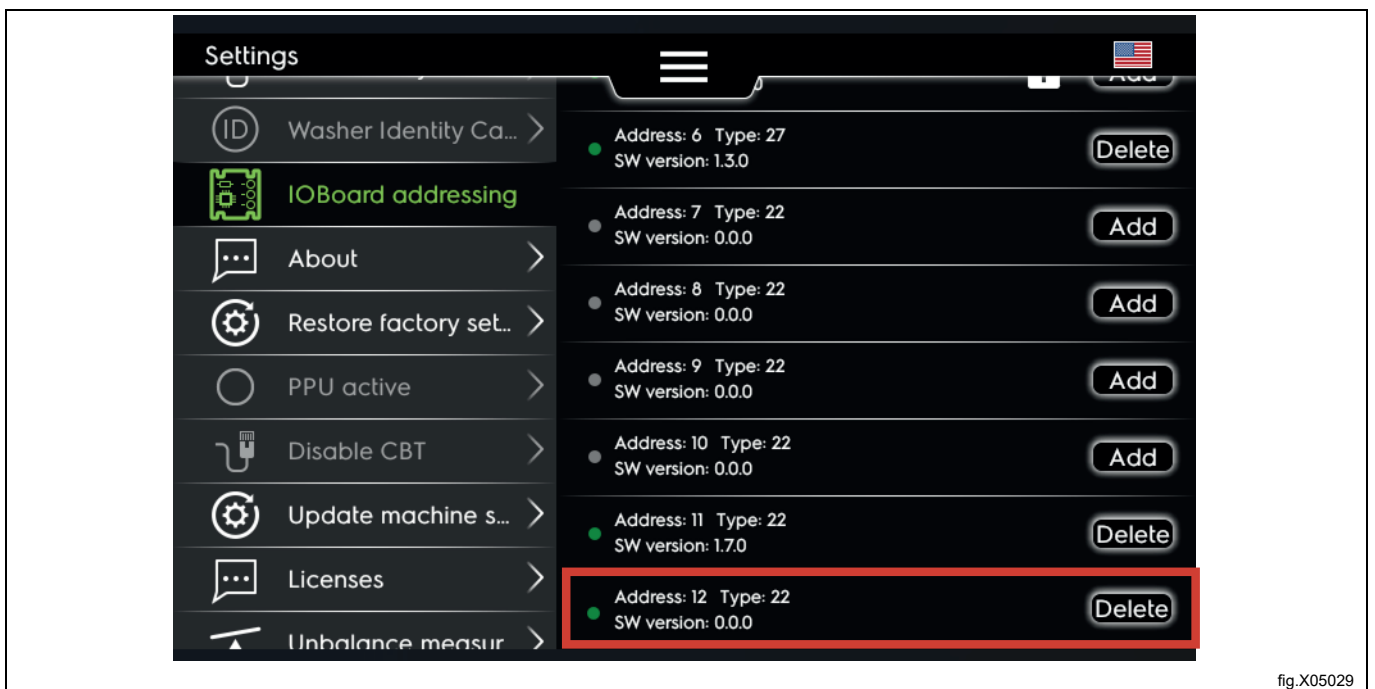 Settings
Add
ID
Washer Identity Ca...
IOBoard addressing
About
Restore factory set...
PPU active
Disable CBT
Update machine s...
Licenses
Unbalance measur
Address: 6 Type: 27
SW version: 1.3.0
Delete
Address: 7 Type: 22
SW version: 0.0.0
Add
Address: 8 Type: 22
SW version: 0.0.0
Add
Address: 9 Type: 22
SW version: 0.0.0
Add
Address: 10 Type: 22
SW version: 0.0.0
Add
Address: 11 Type: 22
SW version: 1.7.0
Delete
Address: 12 Type: 22
SW version: 0.0.0
Delete
fig.X05029